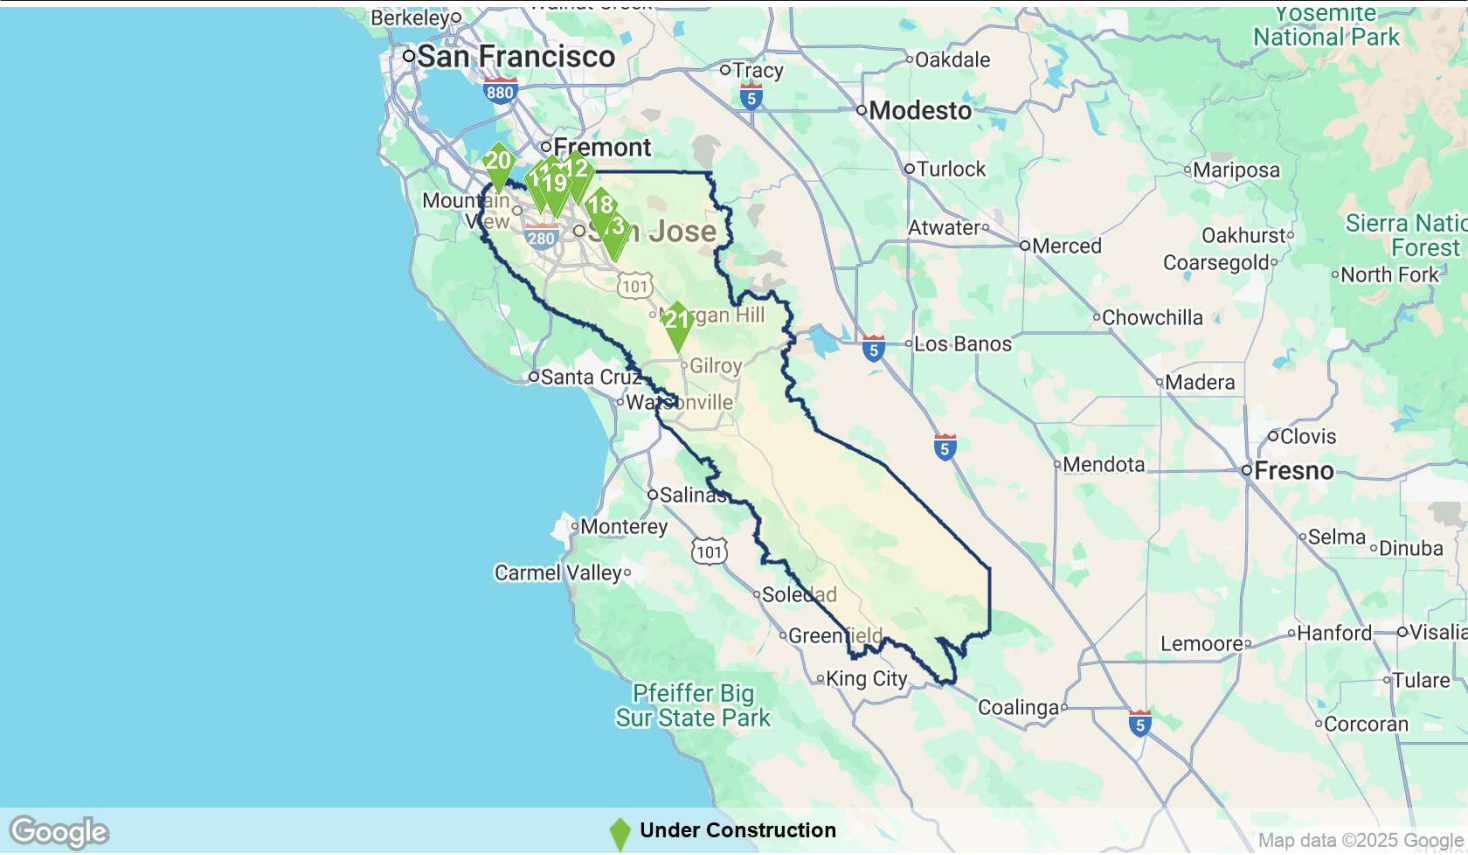 Berkeley
Yosemite
National Park
San Francisco
Oakdale
Tracy
880
5
Modesto
Fremont
20
12
Turlock
Mariposa
19
Mountain
View
18
Sierra Natio
Forest
Atwater
Oakhurst
280
San Jose
Merced
Coarsegold
North Fork
101
21
Morgan Hill
Chowchilla
5
Los Banos
Gilroy
Santa Cruz
Madera
Watsonville
Clovis
5
Mendota
Fresno
Salinas
Monterey
Selma
Dinuba
101
Carmel Valley
Soledad
Greenfield
Hanford
Visalia
Lemoore
King City
Tulare
Pfeiffer Big
Sur State Park
Coalinga
5
Corcoran
Google
Under Construction
Map data ©2025 Google